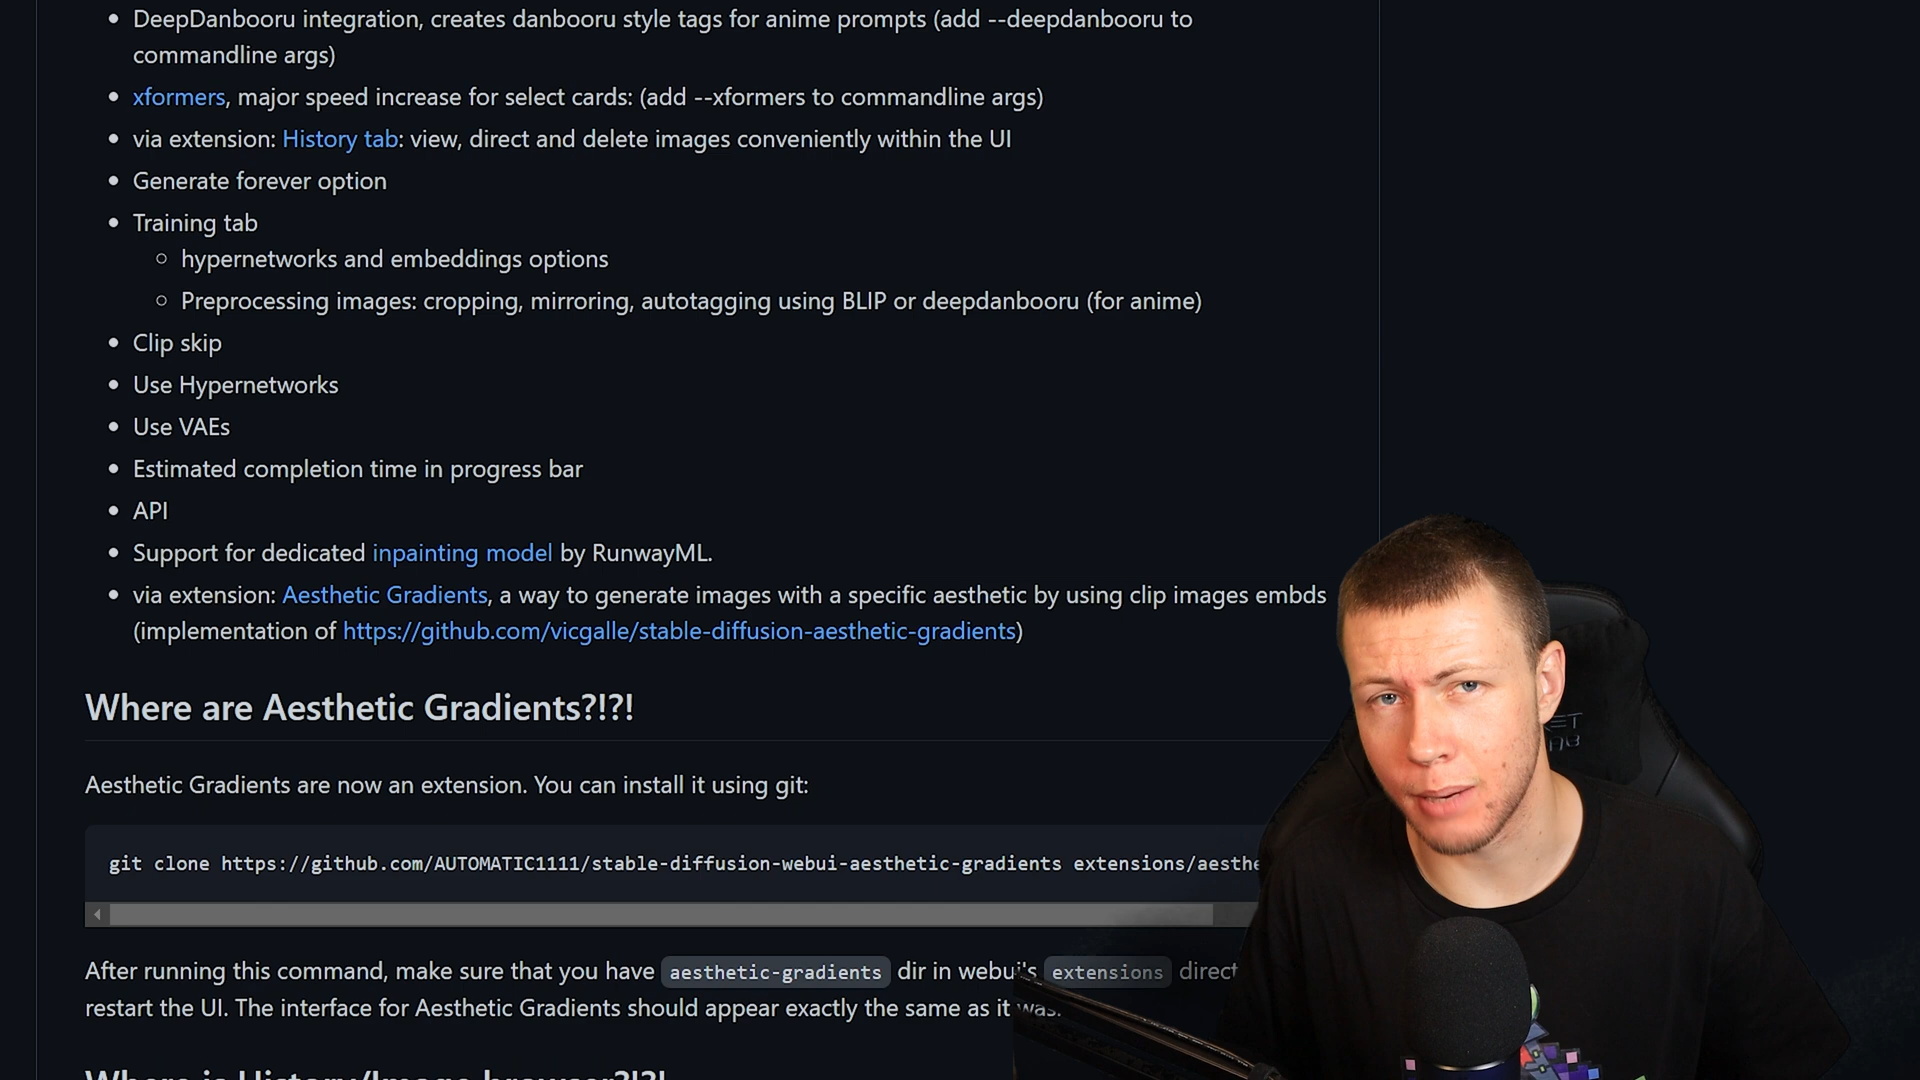 DeepDanbooru integration, creates danbooru style tags for anime prompts (add --deepdanbooru to
commandline args)
xformers, major speed increase for select cards: (add --xformers to commandline args)
via extension: History tab: view, direct and delete images conveniently within the UI
Generate forever option
Training tab
hypernetworks and embeddings options
Preprocessing images: cropping, mirroring, autotagging using BLIP or deepdanbooru (for anime)
Clip skip
Use Hypernetworks
Use VAEs
Estimated completion time in progress bar
API
Support for dedicated inpainting model by RunwayML.
via extension: Aesthetic Gradients, a way to generate images with a specific aesthetic by using clip images embds
(implementation of https://github.com/vicgalle/stable-diffusion-aesthetic-gradients)
Where are Aesthetic Gradients?!?!
Aesthetic Gradients are now an extension. You can install it using git:
git clone https://github.com/AUTOMATIC1111/stable-diffusion-webui-aesthetic-gradients extensions/aesthe
After running this command, make sure that you have aesthetic-gradients dir in webui's extensions direct
restart the UI. The interface for Aesthetic Gradients should appear exactly the same as it was.
Where is History/Image browser?!?!